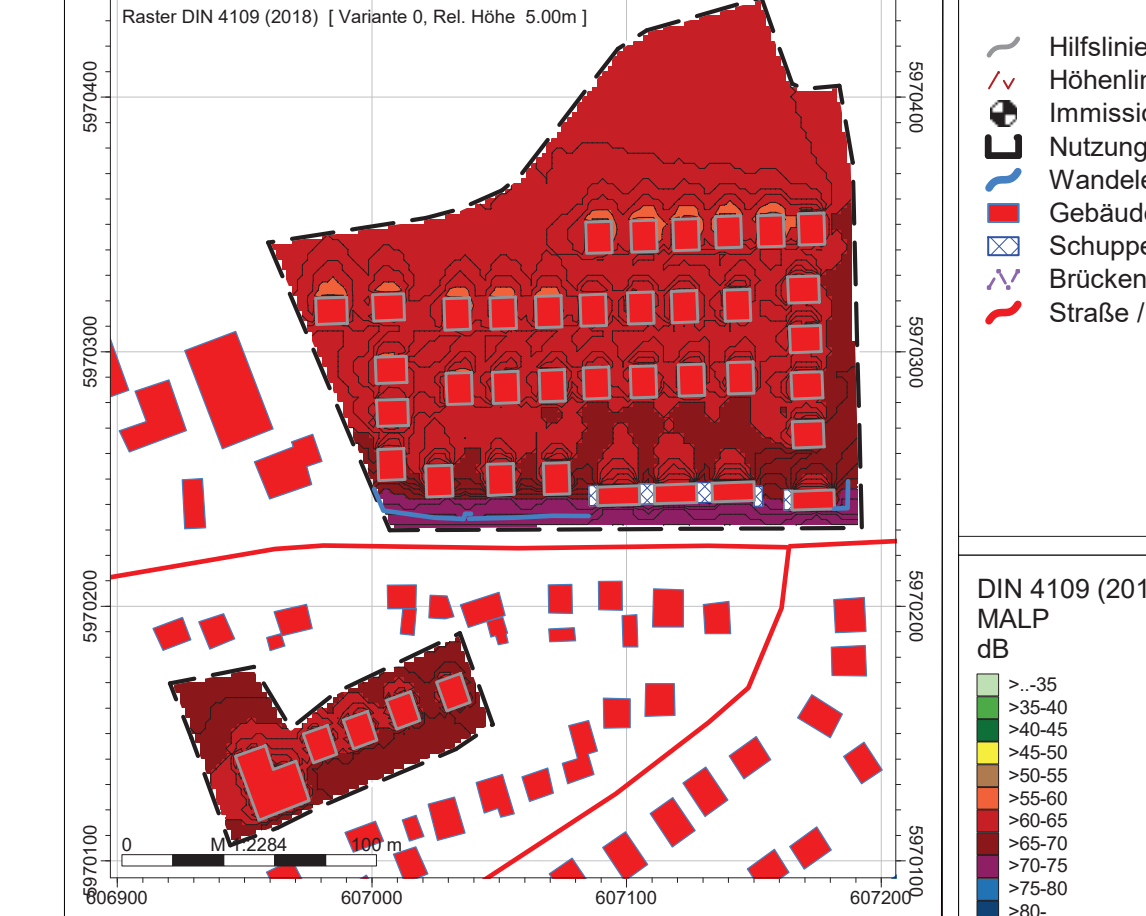 Raster DIN 4109 (2018) [ Variante 0, Rel. Höhe 5.00m ]
5970400
5970400
5970300
5970300
5970200
5970200
5970100
5970100
0
M 1:2284
100 m
606900
607000
607100
607200
Hilfslinie
Höhenlin
Immissio
Nutzung
Wandele
Gebäude
Schuppe
Brücken
Straße /
DIN 4109 (201
MALP
dB
>..-35
>35-40
>40-45
>45-50
>50-55
>55-60
>60-65
>65-70
>70-75
>75-80
>80-